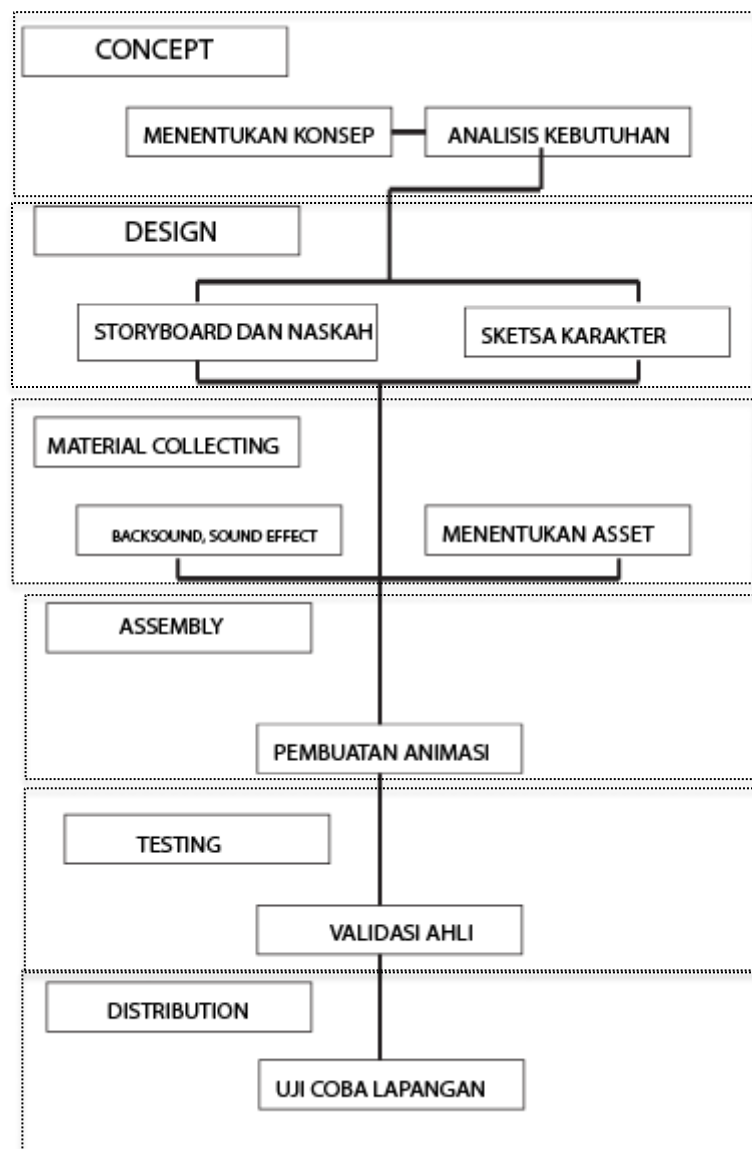 CONCEPT
MENENTUKAN KONSEP
ANALISIS KEBUTUHAN
DESIGN
STORYBOARD DAN NASKAH
SKETSA KARAKTER
MATERIAL COLLECTING
BACKSOUND, SOUND EFFECT
MENENTUKAN ASSET
ASSEMBLY
PEMBUATAN ANIMASI
TESTING
VALIDASI AHLI
DISTRIBUTION
UJI COBA LAPANGAN